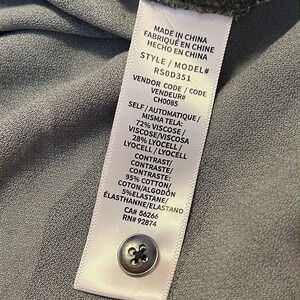 MADE IN CHINA
FABRIQUÉ EN CHINE
HECHO EN CHINA
STYLE / MODEL#
RS0D351
VENDOR CODE / CODE
VENDEUR#
CH0085
SELF / AUTOMATIQUE /
MISMA TELA:
72% VISCOSE /
VISCOSE/VISCOSA
28% LYOCELL /
LYOCELL / LYOCELL
CONTRAST/
CONTRASTE/
CONTRASTE:
95% COTTON/
COTON/ALGODÓN
5%ELASTANE/
ÉLASTHANNE/ELASTANO
CA# 56266
RN# 92874